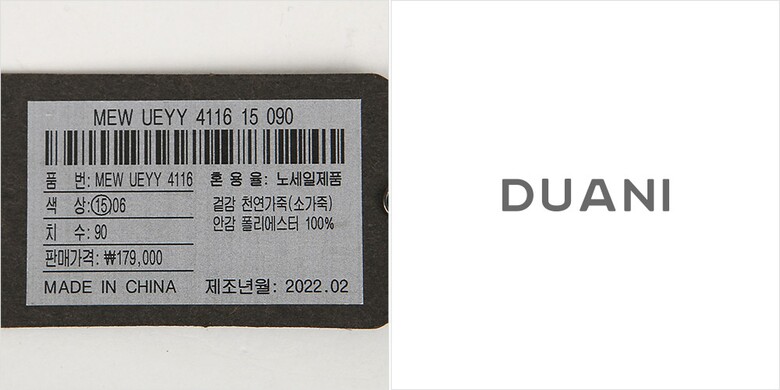 MEW UEYY 4116 15 090
품 번: MEW UEYY 4116
색 상: 15 06
치 수: 90
판매가격: ₩179,000
MADE IN CHINA
혼 용 율: 노세일제품
겉감 천연가죽(소가죽)
안감 폴리에스터 100%
제조년월: 2022.02
DUANI